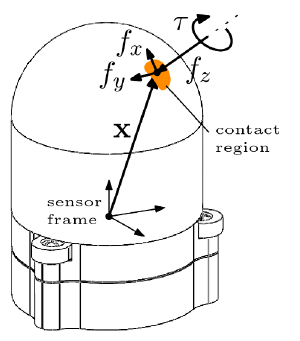 τ
f_x
f_y
f_z
x
contact
region
sensor
frame